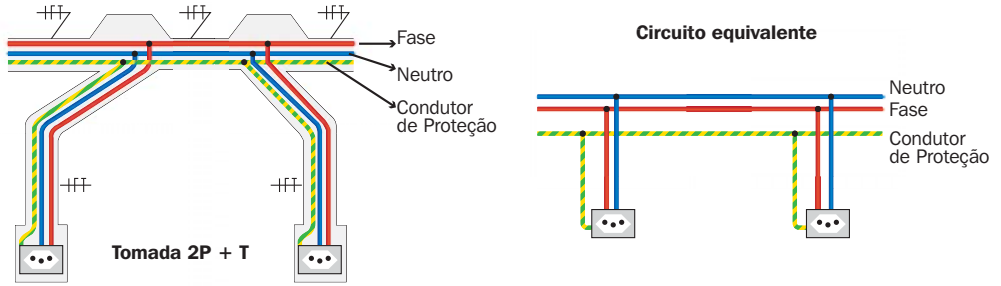 Fase
Neutro
Condutor
de Proteção
Tomada 2P + T
Circuito equivalente
Neutro
Fase
Condutor
de Proteção